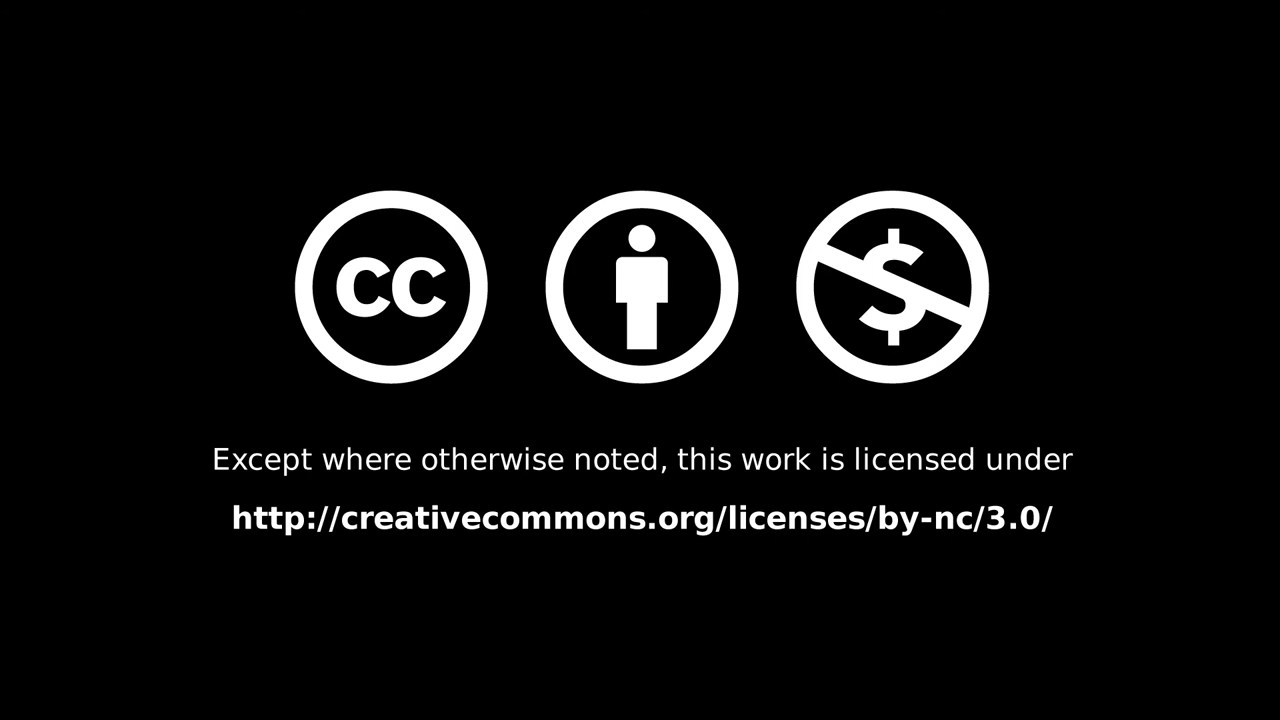 cc
$
Except where otherwise noted, this work is licensed under
http://creativecommons.org/licenses/by-nc/3.0/